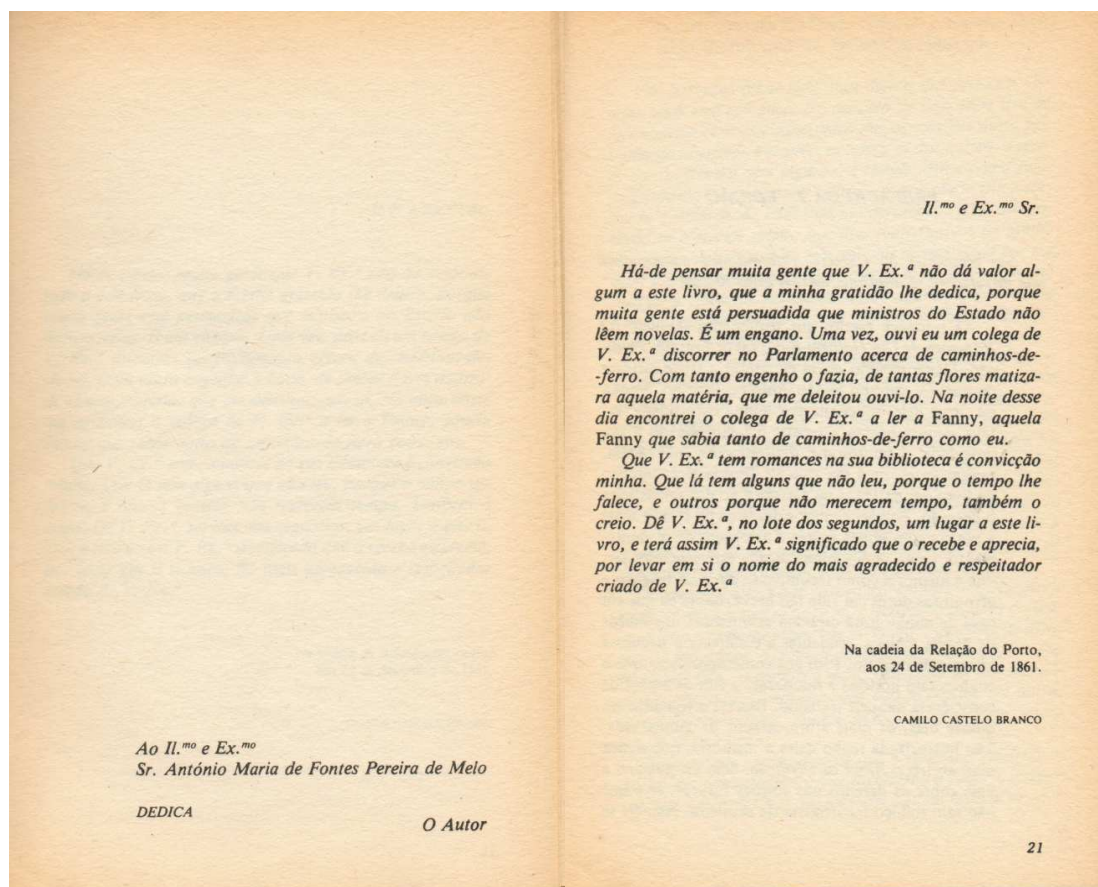 Ao Il.ᵐᵒ e Ex.ᵐᵒ
Sr. António Maria de Fontes Pereira de Melo
DEDICA
O Autor
Il.ᵐᵒ e Ex.ᵐᵒ Sr.
Há-de pensar muita gente que V. Ex.ª não dá valor al-
gum a este livro, que a minha gratidão lhe dedica, porque
muita gente está persuadida que ministros do Estado não
lêem novelas. É um engano. Uma vez, ouvi eu um colega de
V. Ex.ª discorrer no Parlamento acerca de caminhos-de-
-ferro. Com tanto engenho o fazia, de tantas flores matiza-
ra aquela matéria, que me deleitou ouvi-lo. Na noite desse
dia encontrei o colega de V. Ex.ª a ler a Fanny, aquela
Fanny que sabia tanto de caminhos-de-ferro como eu.
Que V. Ex.ª tem romances na sua biblioteca é convicção
minha. Que lá tem alguns que não leu, porque o tempo lhe
falece, e outros porque não merecem tempo, também o
creio. Dê V. Ex.ª, no lote dos segundos, um lugar a este li-
vro, e terá assim V. Ex.ª significado que o recebe e aprecia,
por levar em si o nome do mais agradecido e respeitador
criado de V. Ex.ª
Na cadeia da Relação do Porto,
aos 24 de Setembro de 1861.
CAMILO CASTELO BRANCO
21